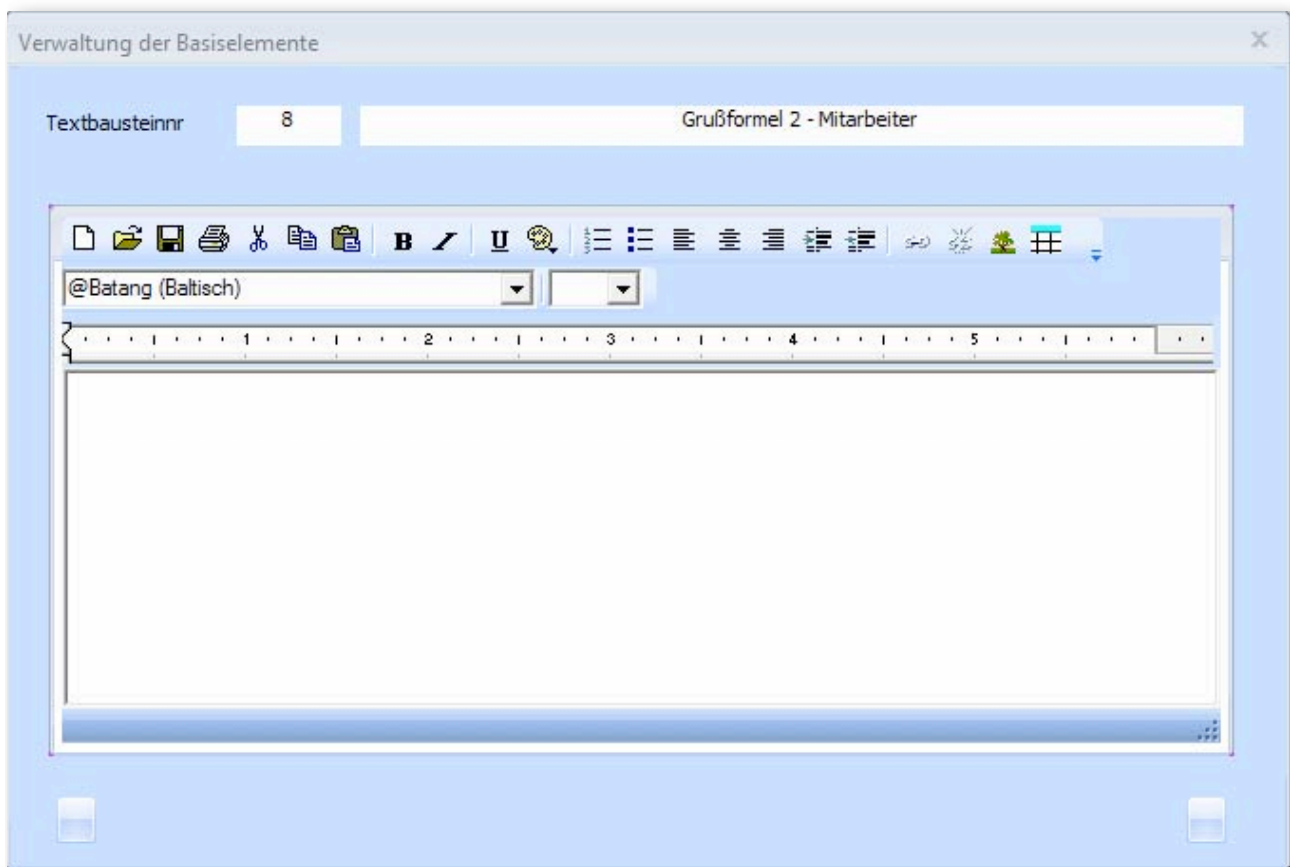 Verwaltung der Basiselemente
Textbausteinnr 8 Grußformel 2 - Mitarbeiter
B I U
@Batang (Baltisch)
1 2 3 4 5